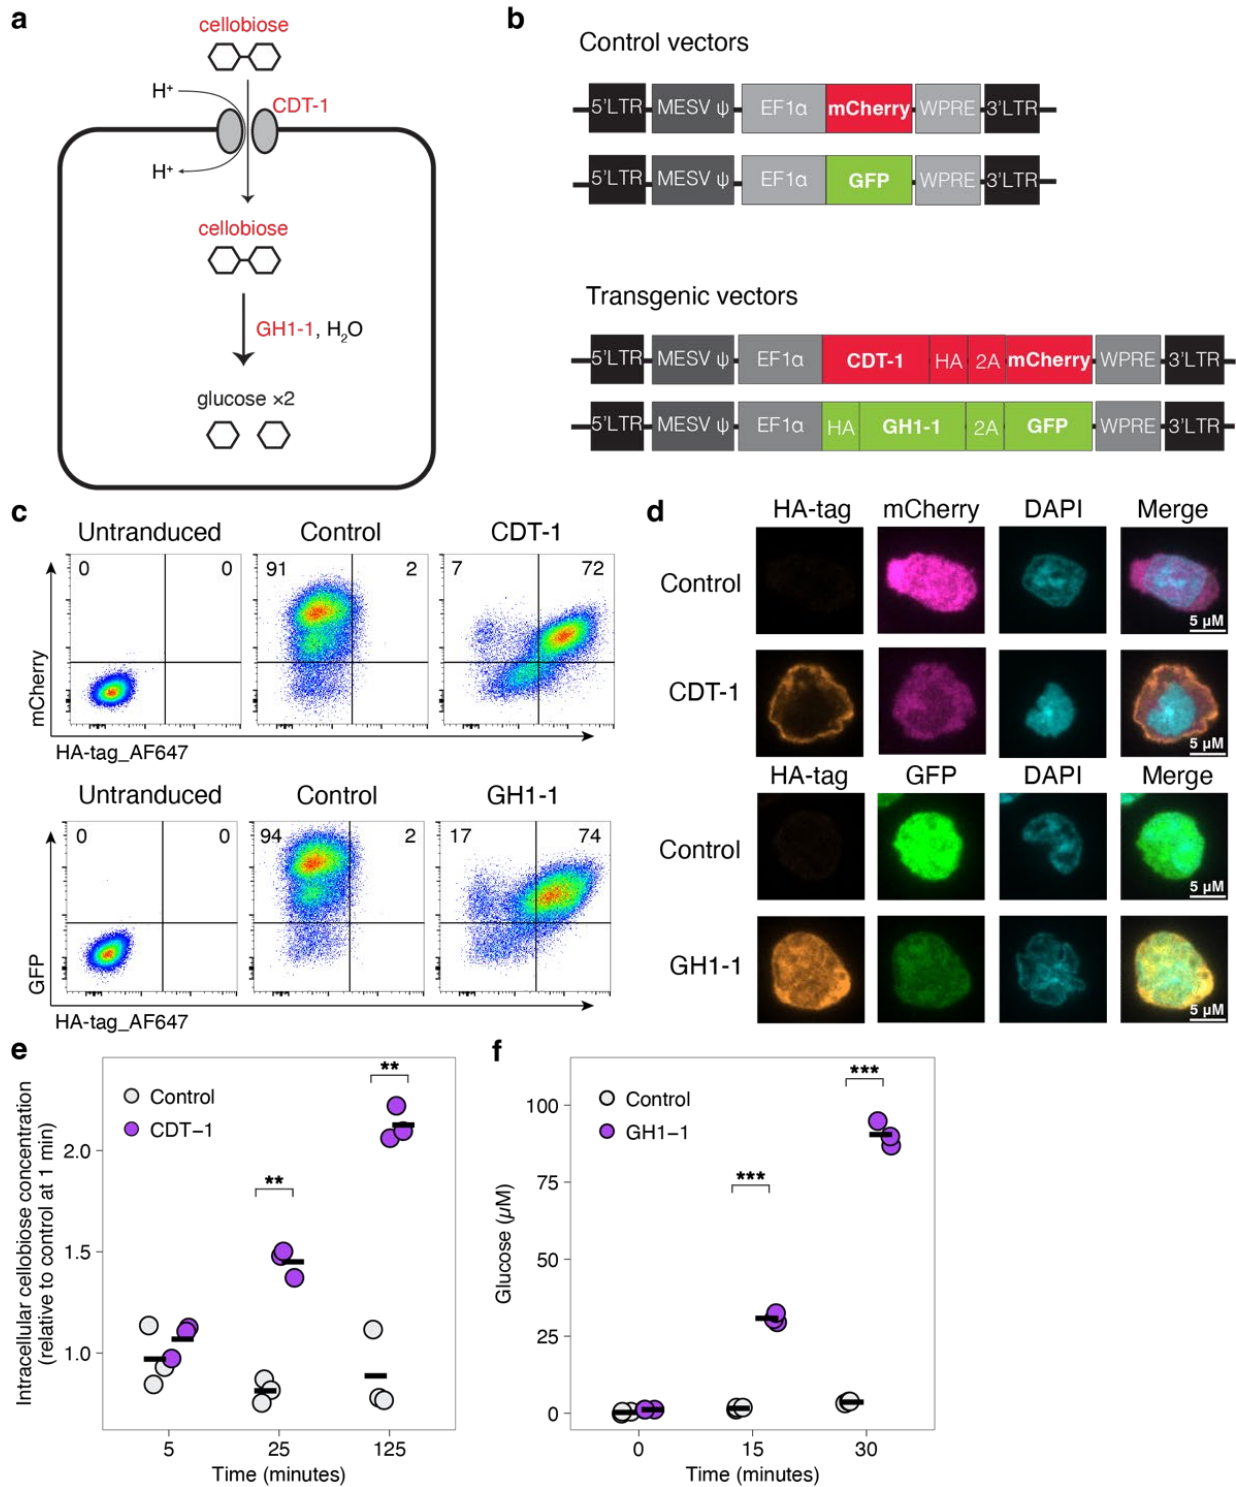 a
cellobiose
H+
CDT-1
H+
cellobiose
GH1-1, H2O
glucose ×2
b
Control vectors
5'LTR MESV ψ EF1α mCherry WPRE 3'LTR
5'LTR MESV ψ EF1α GFP WPRE 3'LTR
Transgenic vectors
5'LTR MESV ψ EF1α CDT-1 HA 2A mCherry WPRE 3'LTR
5'LTR MESV ψ EF1α HA GH1-1 2A GFP WPRE 3'LTR
c
Untranduced Control CDT-1
0 0 91 2 7 72
mCherry
HA-tag_AF647
Untranduced Control GH1-1
0 0 94 2 17 74
GFP
HA-tag_AF647
d
HA-tag mCherry DAPI Merge
Control
5 µM
CDT-1
5 µM
HA-tag GFP DAPI Merge
Control
5 µM
GH1-1
5 µM
e
Intracellular cellobiose concentration
(relative to control at 1 min)
Control
CDT−1
**
**
2.0
1.5
1.0
5 25 125
Time (minutes)
f
Glucose (µM)
Control
GH1−1
***
***
100
75
50
25
0
0 15 30
Time (minutes)